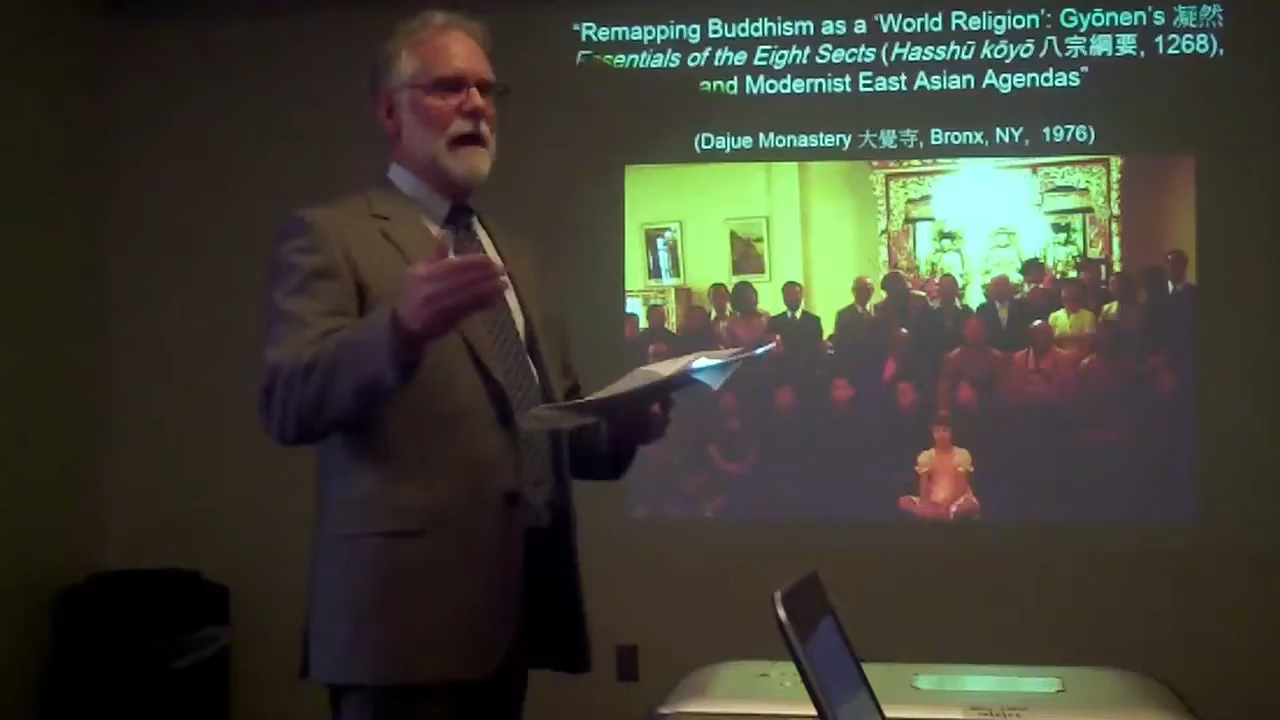 “Remapping Buddhism as a ‘World Religion’: Gyōnen’s 凝然
Essentials of the Eight Sects (Hasshū kōyō 八宗綱要, 1268),
and Modernist East Asian Agendas”
(Dajue Monastery 大覺寺, Bronx, NY, 1976)